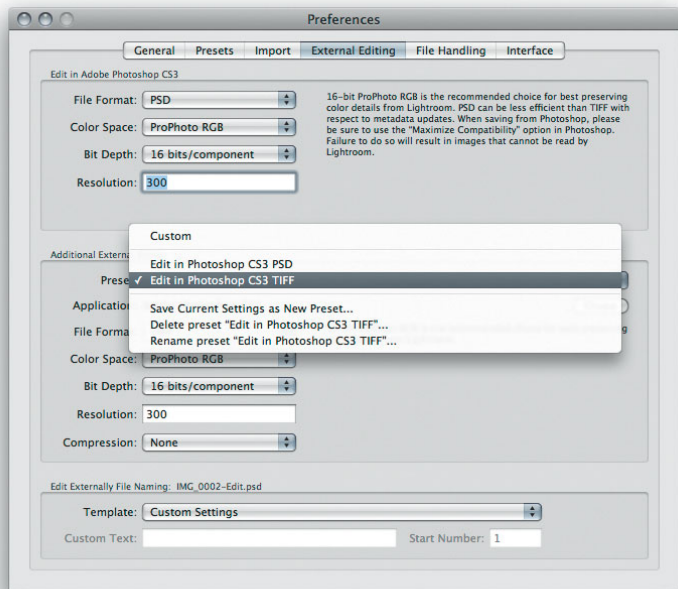 Preferences
General Presets Import External Editing File Handling Interface
Edit in Adobe Photoshop CS3
File Format: PSD
Color Space: ProPhoto RGB
Bit Depth: 16 bits/component
Resolution: 300
16-bit ProPhoto RGB is the recommended choice for best preserving
color details from Lightroom. PSD can be less efficient than TIFF with
respect to metadata updates. When saving from Photoshop, please
be sure to use the "Maximize Compatibility" option in Photoshop.
Failure to do so will result in images that cannot be read by
Lightroom.
Additional Externa
Custom
Edit in Photoshop CS3 PSD
Prese ✓ Edit in Photoshop CS3 TIFF
Save Current Settings as New Preset...
Delete preset "Edit in Photoshop CS3 TIFF"...
Rename preset "Edit in Photoshop CS3 TIFF"...
Application
File Forma
Color Space: ProPhoto RGB
Bit Depth: 16 bits/component
Resolution: 300
Compression: None
Edit Externally File Naming: IMG_0002-Edit.psd
Template: Custom Settings
Custom Text:
Start Number: 1